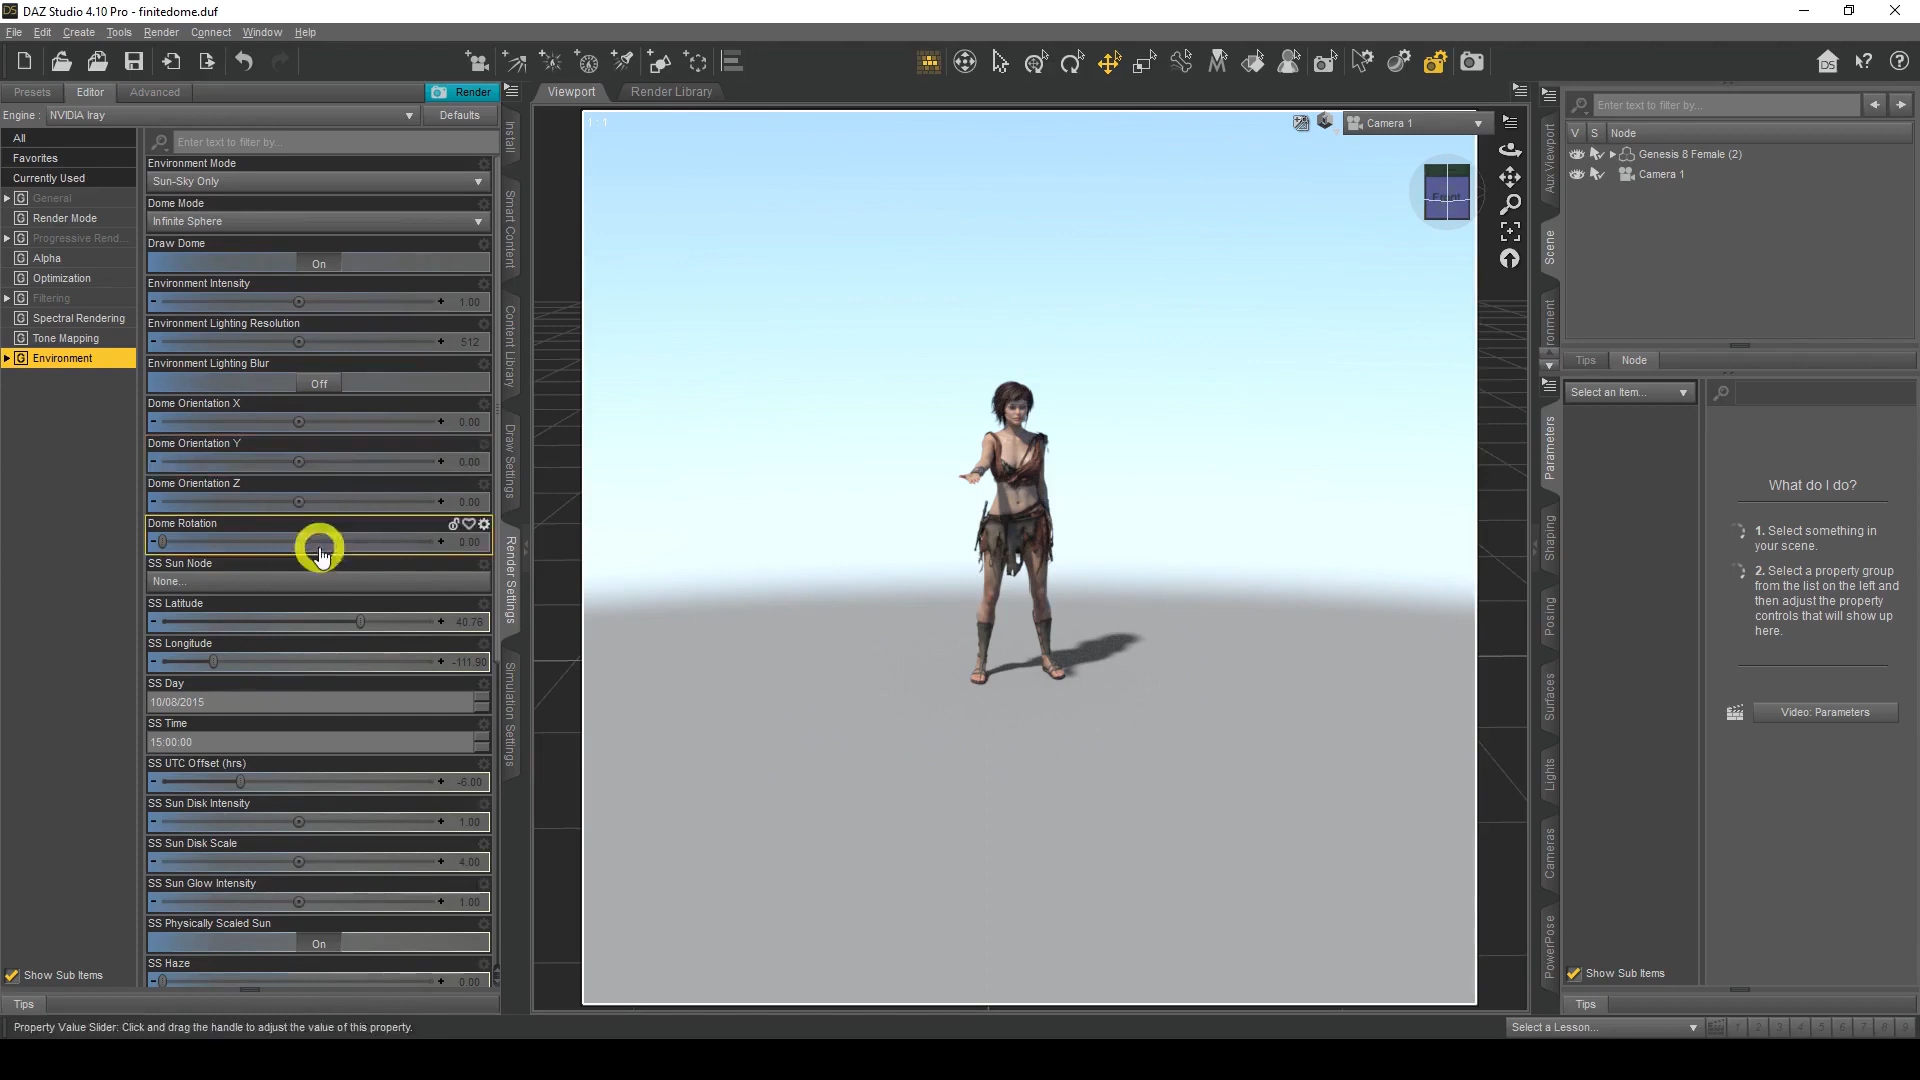 DAZ Studio 4.10 Pro - finitedome.duf
File Edit Create Tools Render Connect Window Help
Presets Editor Advanced Render
Viewport Render Library
Engine : NVIDIA Iray Defaults
All
Favorites
Currently Used
General
Render Mode
Progressive Rend...
Alpha
Optimization
Filtering
Spectral Rendering
Tone Mapping
Environment
Show Sub Items
Tips
Enter text to filter by...
Environment Mode
Sun-Sky Only
Dome Mode
Infinite Sphere
Draw Dome
On
Environment Intensity
1.00
Environment Lighting Resolution
512
Environment Lighting Blur
Off
Dome Orientation X
0.00
Dome Orientation Y
0.00
Dome Orientation Z
0.00
Dome Rotation
0.00
SS Sun Node
None...
SS Latitude
40.76
SS Longitude
-111.90
SS Day
10/08/2015
SS Time
15:00:00
SS UTC Offset (hrs)
-6.00
SS Sun Disk Intensity
1.00
SS Sun Disk Scale
4.00
SS Sun Glow Intensity
1.00
SS Physically Scaled Sun
On
SS Haze
0.00
Install
Smart Content
Content Library
Draw Settings
Render Settings
Simulation Settings
1 : 1
Camera 1
Front
Aux Viewport
Scene
Enter text to filter by...
V S Node
Genesis 8 Female (2)
Camera 1
Tips Node
Select an Item...
Parameters
Shaping
Posing
Surfaces
Lights
Cameras
PowerPose
What do I do?
1. Select something in
your scene.
2. Select a property group
from the list on the left and
then adjust the property
controls that will show up
here.
Video: Parameters
Show Sub Items
Tips
Property Value Slider: Click and drag the handle to adjust the value of this property.
Select a Lesson...
1 2 3 4 5 6 7 8 9